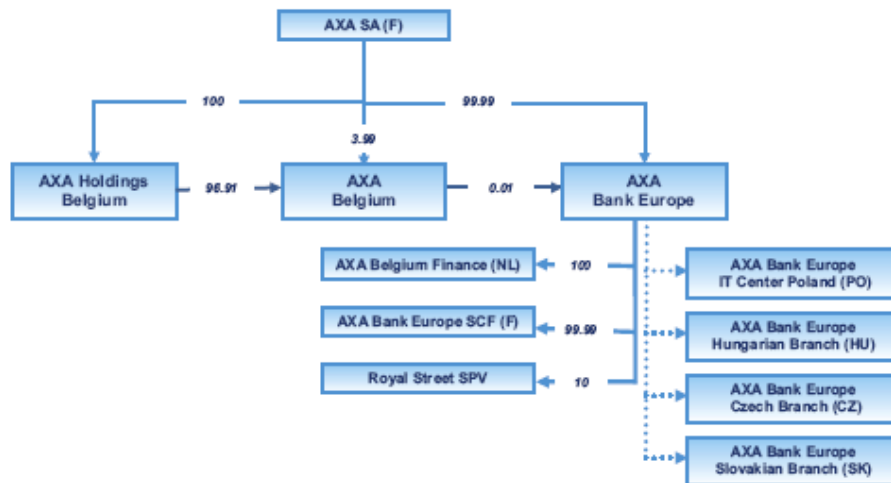 AXA SA (F)
100
99.99
3.99
AXA Holdings
Belgium
96.91
AXA
Belgium
0.01
AXA
Bank Europe
AXA Belgium Finance (NL)
100
AXA Bank Europe
IT Center Poland (PO)
AXA Bank Europe SCF (F)
99.99
AXA Bank Europe
Hungarian Branch (HU)
Royal Street SPV
10
AXA Bank Europe
Czech Branch (CZ)
AXA Bank Europe
Slovakian Branch (SK)